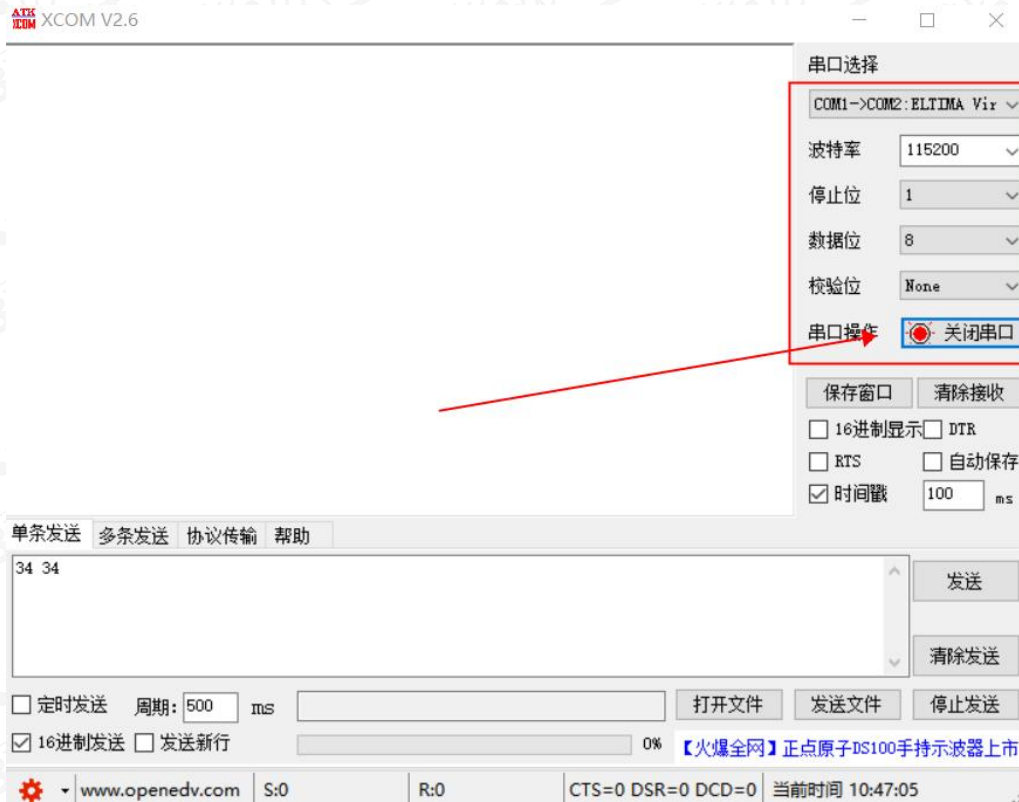 ATK XCOM XCOM V2.6
串口选择
COM1->COM2:ELTIMA Vir
波特率 115200
停止位 1
数据位 8
校验位 None
串口操作 关闭串口
保存窗口 清除接收
16进制显示 DTR
RTS 自动保存
时间戳 100 ms
单条发送 多条发送 协议传输 帮助
34 34
发送
清除发送
定时发送 周期: 500 ms 打开文件 发送文件 停止发送
16进制发送 发送新行 0% 【火爆全网】正点原子DS100手持示波器上市
www.openedv.com S:0 R:0 CTS=0 DSR=0 DCD=0 当前时间 10:47:05